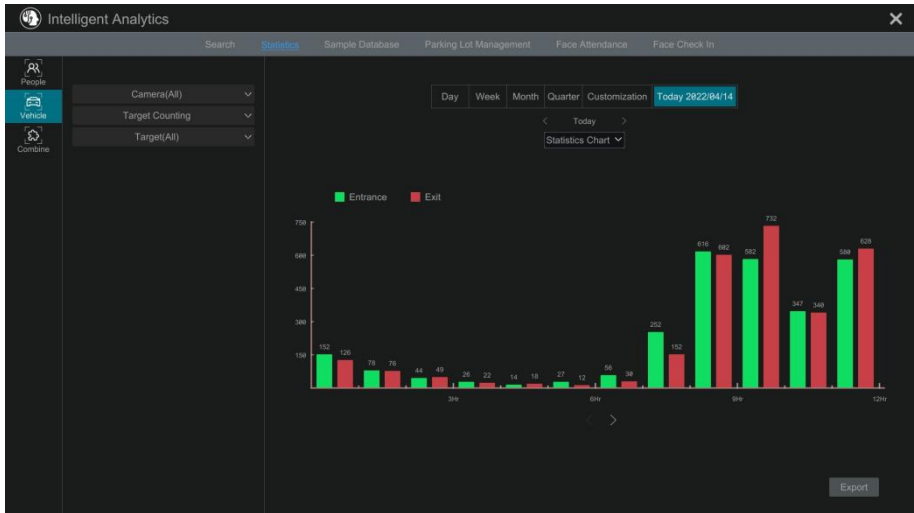 Intelligent Analytics
Search Statistics Sample Database Parking Lot Management Face Attendance Face Check In
People
Vehicle
Combine
Camera(All)
Target Counting
Target(All)
Day Week Month Quarter Customization Today 2022/04/14
Today
Statistics Chart
Entrance Exit
750
600
450
300
150
152 126 78 76 44 49 26 22 14 18 27 12 56 30 252 152 616 602 582 732 347 340 580 628
3Hr 6Hr 9Hr 12Hr
Export